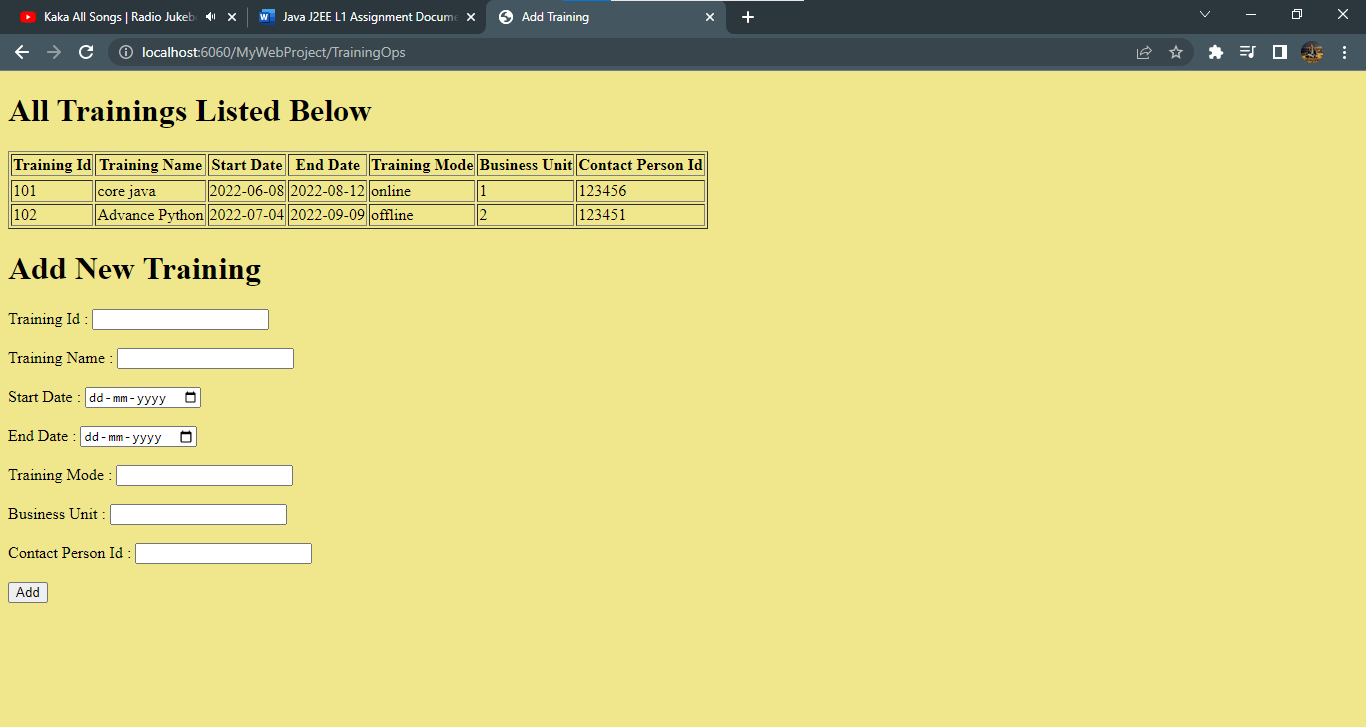 Kaka All Songs | Radio Jukeb
Java J2EE L1 Assignment Docume
Add Training
localhost:6060/MyWebProject/TrainingOps
All Trainings Listed Below
Training Id Training Name Start Date End Date Training Mode Business Unit Contact Person Id
101 core java 2022-06-08 2022-08-12 online 1 123456
102 Advance Python 2022-07-04 2022-09-09 offline 2 123451
Add New Training
Training Id :
Training Name :
Start Date : dd-mm-yyyy
End Date : dd-mm-yyyy
Training Mode :
Business Unit :
Contact Person Id :
Add